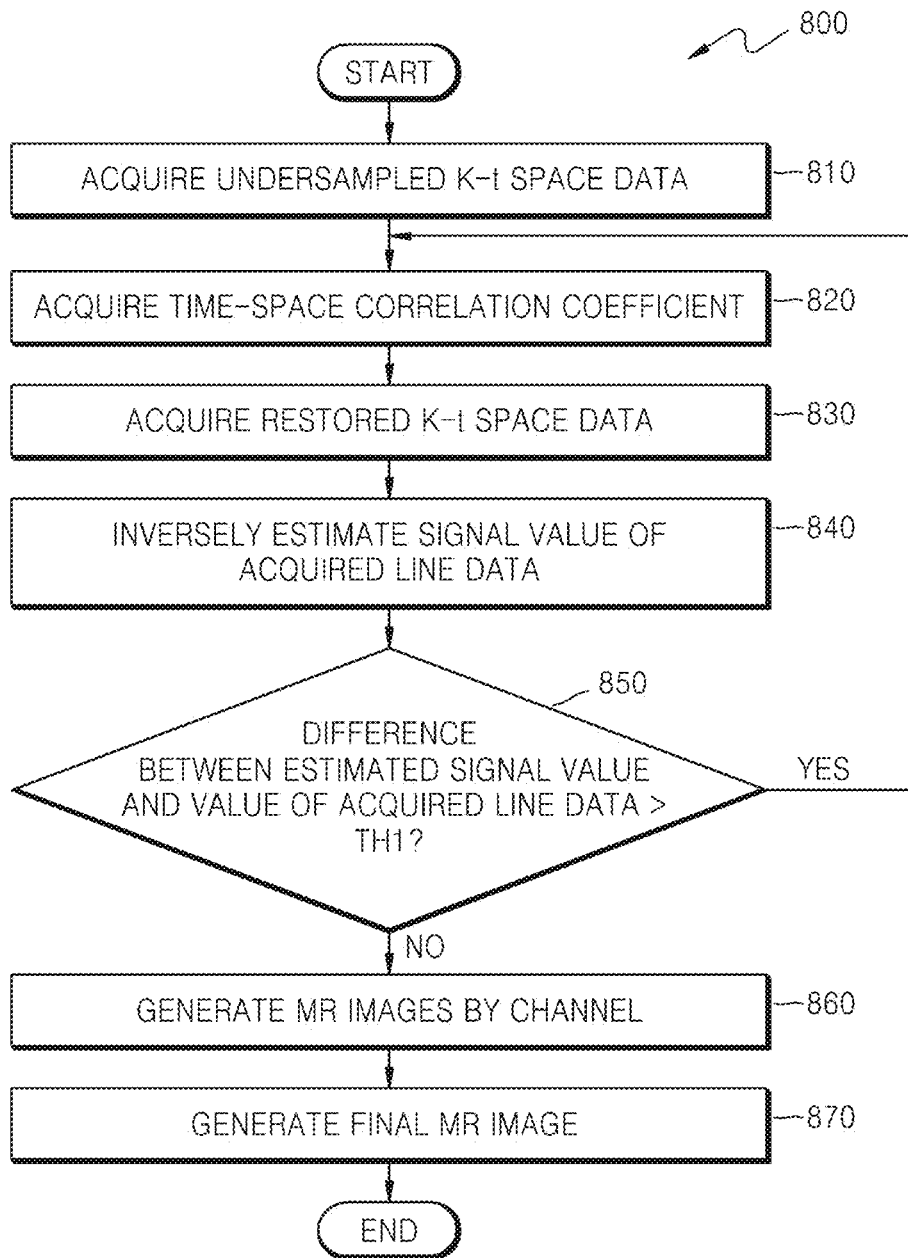 800
START
ACQUIRE UNDERSAMPLED K-t SPACE DATA
810
ACQUIRE TIME-SPACE CORRELATION COEFFICIENT
820
ACQUIRE RESTORED K-t SPACE DATA
830
INVERSELY ESTIMATE SIGNAL VALUE OF
ACQUIRED LINE DATA
840
850
DIFFERENCE
BETWEEN ESTIMATED SIGNAL VALUE
AND VALUE OF ACQUIRED LINE DATA >
TH1?
YES
NO
GENERATE MR IMAGES BY CHANNEL
860
GENERATE FINAL MR IMAGE
870
END